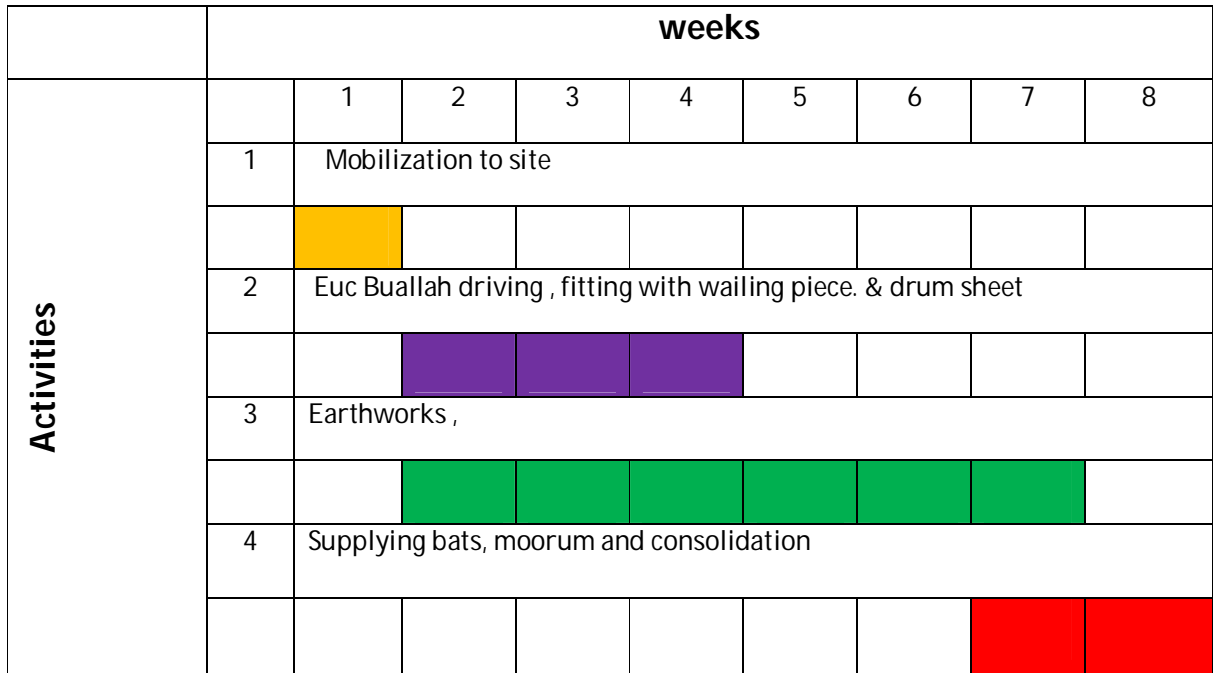 weeks
1 2 3 4 5 6 7 8
Activities
1 Mobilization to site
2 Euc Buallah driving , fitting with wailing piece. & drum sheet
3 Earthworks ,
4 Supplying bats, moorum and consolidation